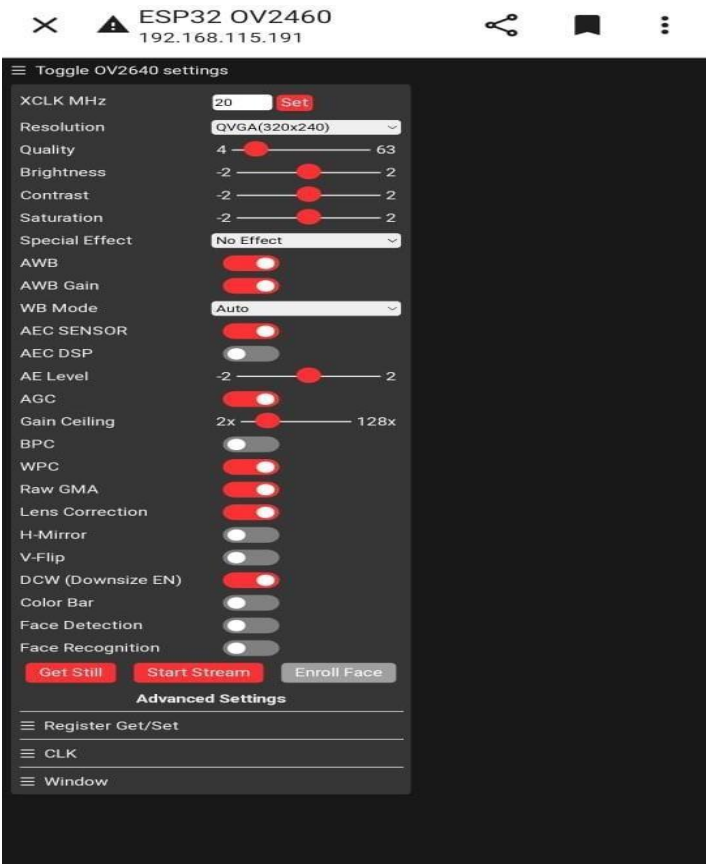 ESP32 OV2460
192.168.115.191
Toggle OV2640 settings
XCLK MHz 20 Set
Resolution QVGA(320x240)
Quality 4 63
Brightness -2 2
Contrast -2 2
Saturation -2 2
Special Effect No Effect
AWB
AWB Gain
WB Mode Auto
AEC SENSOR
AEC DSP
AE Level -2 2
AGC
Gain Ceiling 2x 128x
BPC
WPC
Raw GMA
Lens Correction
H-Mirror
V-Flip
DCW (Downsize EN)
Color Bar
Face Detection
Face Recognition
Get Still Start Stream Enroll Face
Advanced Settings
Register Get/Set
CLK
Window